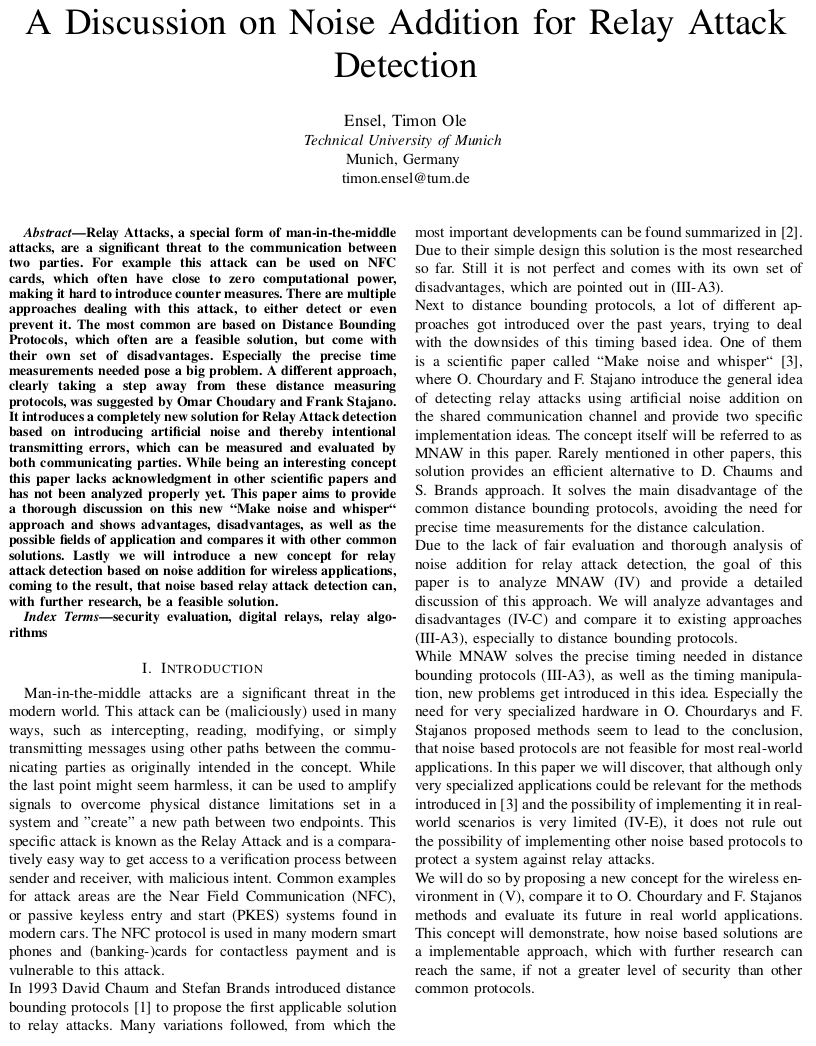 A Discussion on Noise Addition for Relay Attack
Detection
Ensel, Timon Ole
Technical University of Munich
Munich, Germany
timon.ensel@tum.de
Abstract—Relay Attacks, a special form of man-in-the-middle
attacks, are a significant threat to the communication between
two parties. For example this attack can be used on NFC
cards, which often have close to zero computational power,
making it hard to introduce counter measures. There are multiple
approaches dealing with this attack, to either detect or even
prevent it. The most common are based on Distance Bounding
Protocols, which often are a feasible solution, but come with
their own set of disadvantages. Especially the precise time
measurements needed pose a big problem. A different approach,
clearly taking a step away from these distance measuring
protocols, was suggested by Omar Choudary and Frank Stajano.
It introduces a completely new solution for Relay Attack detection
based on introducing artificial noise and thereby intentional
transmitting errors, which can be measured and evaluated by
both communicating parties. While being an interesting concept
this paper lacks acknowledgment in other scientific papers and
has not been analyzed properly yet. This paper aims to provide
a thorough discussion on this new “Make noise and whisper“
approach and shows advantages, disadvantages, as well as the
possible fields of application and compares it with other common
solutions. Lastly we will introduce a new concept for relay
attack detection based on noise addition for wireless applications,
coming to the result, that noise based relay attack detection can,
with further research, be a feasible solution.
Index Terms—security evaluation, digital relays, relay algo-
rithms
I. INTRODUCTION
Man-in-the-middle attacks are a significant threat in the
modern world. This attack can be (maliciously) used in many
ways, such as intercepting, reading, modifying, or simply
transmitting messages using other paths between the commu-
nicating parties as originally intended in the concept. While
the last point might seem harmless, it can be used to amplify
signals to overcome physical distance limitations set in a
system and ”create” a new path between two endpoints. This
specific attack is known as the Relay Attack and is a compara-
tively easy way to get access to a verification process between
sender and receiver, with malicious intent. Common examples
for attack areas are the Near Field Communication (NFC),
or passive keyless entry and start (PKES) systems found in
modern cars. The NFC protocol is used in many modern smart
phones and (banking-)cards for contactless payment and is
vulnerable to this attack.
In 1993 David Chaum and Stefan Brands introduced distance
bounding protocols [1] to propose the first applicable solution
to relay attacks. Many variations followed, from which the
most important developments can be found summarized in [2].
Due to their simple design this solution is the most researched
so far. Still it is not perfect and comes with its own set of
disadvantages, which are pointed out in (III-A3).
Next to distance bounding protocols, a lot of different ap-
proaches got introduced over the past years, trying to deal
with the downsides of this timing based idea. One of them
is a scientific paper called “Make noise and whisper“ [3],
where O. Chourdary and F. Stajano introduce the general idea
of detecting relay attacks using artificial noise addition on
the shared communication channel and provide two specific
implementation ideas. The concept itself will be referred to as
MNAW in this paper. Rarely mentioned in other papers, this
solution provides an efficient alternative to D. Chaums and
S. Brands approach. It solves the main disadvantage of the
common distance bounding protocols, avoiding the need for
precise time measurements for the distance calculation.
Due to the lack of fair evaluation and thorough analysis of
noise addition for relay attack detection, the goal of this
paper is to analyze MNAW (IV) and provide a detailed
discussion of this approach. We will analyze advantages and
disadvantages (IV-C) and compare it to existing approaches
(III-A3), especially to distance bounding protocols.
While MNAW solves the precise timing needed in distance
bounding protocols (III-A3), as well as the timing manipula-
tion, new problems get introduced in this idea. Especially the
need for very specialized hardware in O. Chourdarys and F.
Stajanos proposed methods seem to lead to the conclusion,
that noise based protocols are not feasible for most real-world
applications. In this paper we will discover, that although only
very specialized applications could be relevant for the methods
introduced in [3] and the possibility of implementing it in real-
world scenarios is very limited (IV-E), it does not rule out
the possibility of implementing other noise based protocols to
protect a system against relay attacks.
We will do so by proposing a new concept for the wireless en-
vironment in (V), compare it to O. Chourdary and F. Stajanos
methods and evaluate its future in real world applications.
This concept will demonstrate, how noise based solutions are
a implementable approach, which with further research can
reach the same, if not a greater level of security than other
common protocols.